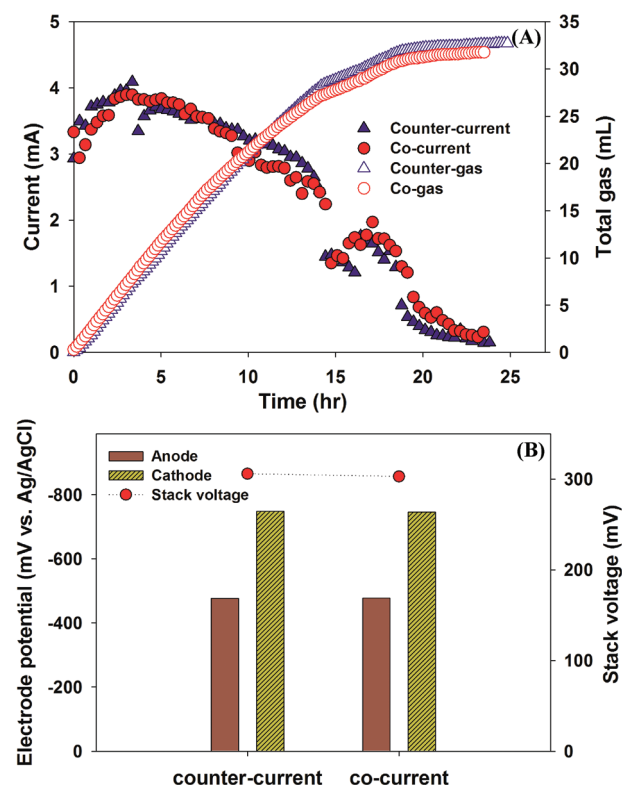 (A)
Current (mA)
5
4
3
2
1
0
Counter-current
Co-current
Counter-gas
Co-gas
35
30
25
20
15
10
5
0
Total gas (mL)
0 5 10 15 20 25
Time (hr)
(B)
Anode
Cathode
Stack voltage
Electrode potential (mV vs. Ag/AgCl)
-800
-600
-400
-200
0
300
200
100
0
Stack voltage (mV)
counter-current co-current